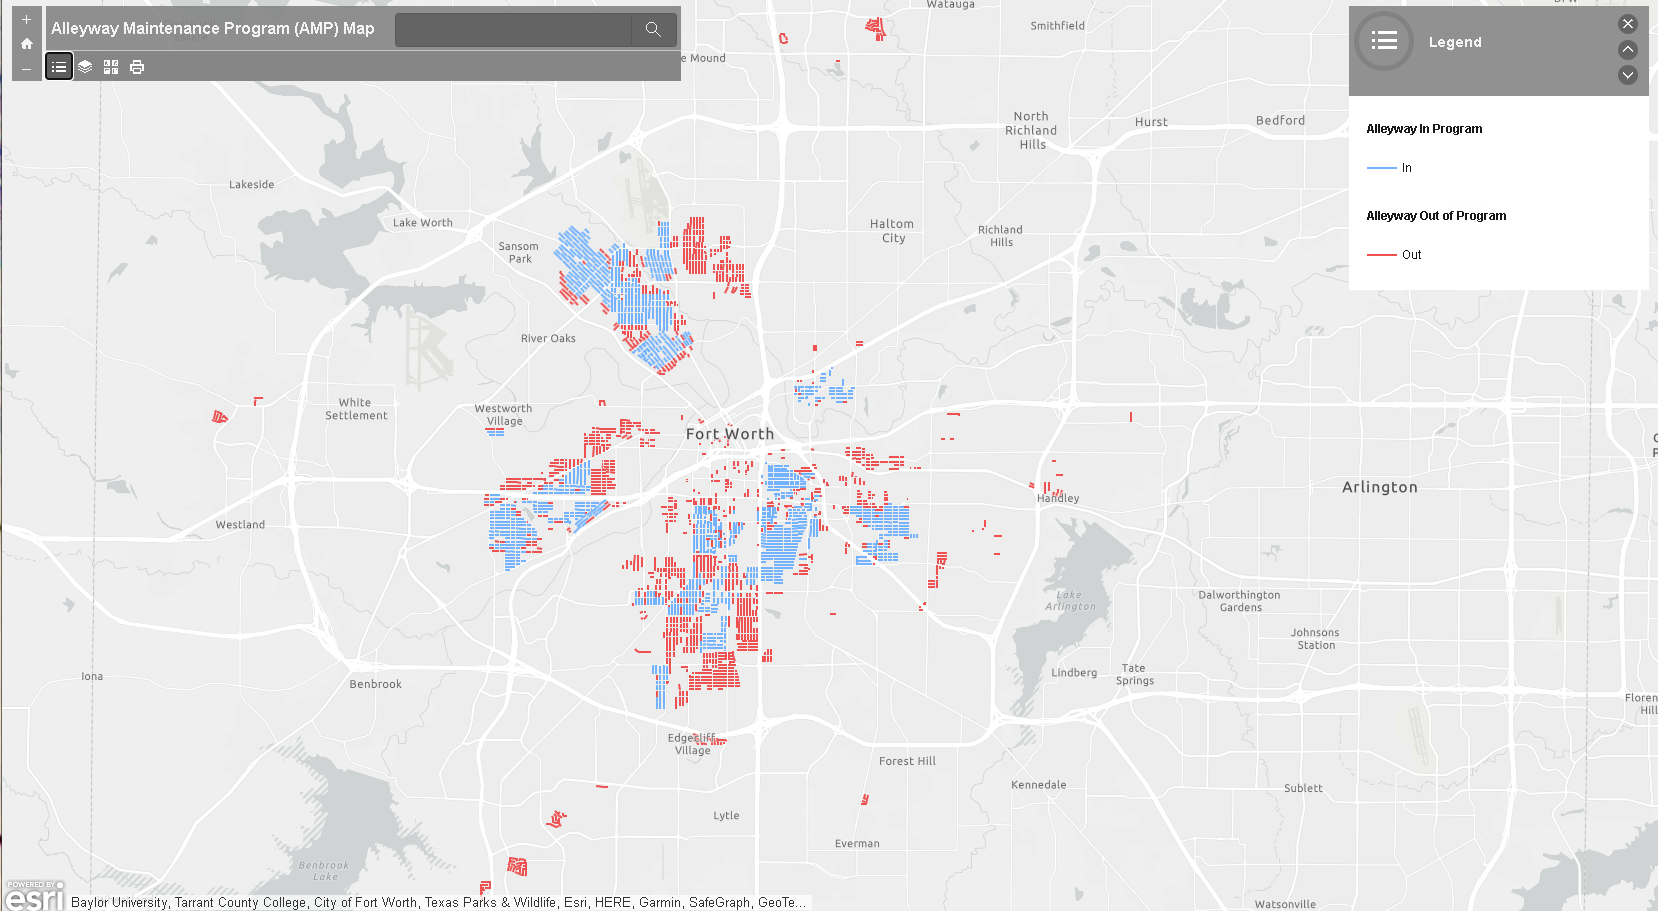 Alleyway Maintenance Program (AMP) Map
Legend
Alleyway In Program
In
Alleyway Out of Program
Out
Watauga
Smithfield
e Mound
North
Richland
Hills
Hurst
Bedford
Lakeside
Lake Worth
Sansom
Park
Haltom
City
Richland
Hills
River Oaks
White
Settlement
Westworth
Village
Fort Worth
Arlington
Handley
Westland
Lake
Arlington
Dalworthington
Gardens
Johnsons
Station
Iona
Benbrook
Lindberg
Tate
Springs
Floren
Hill
Edgecliff
Village
Forest Hill
Kennedale
Sublett
Lytle
Everman
Benbrook
Lake
Watsonville
POWERED BY
esri
Baylor University, Tarrant County College, City of Fort Worth, Texas Parks & Wildlife, Esri, HERE, Garmin, SafeGraph, GeoTe...